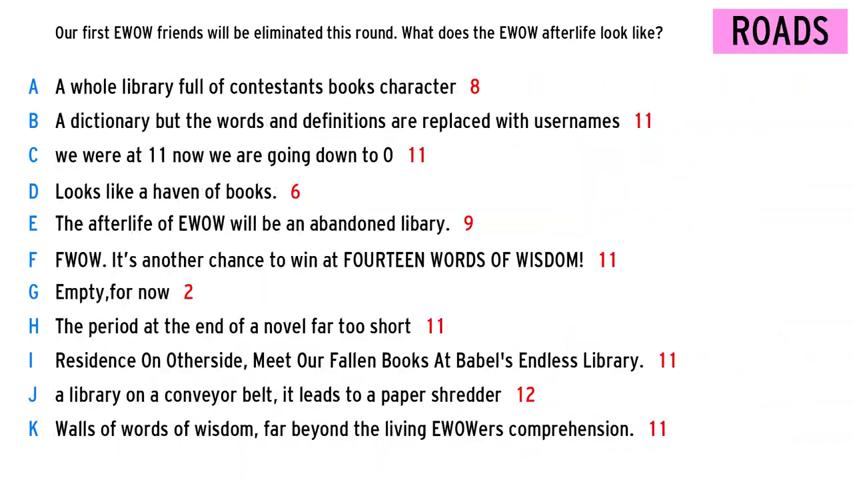 Our first EWOW friends will be eliminated this round. What does the EWOW afterlife look like?
ROADS
A A whole library full of contestants books character 8
B A dictionary but the words and definitions are replaced with usernames 11
C we were at 11 now we are going down to 0 11
D Looks like a haven of books. 6
E The afterlife of EWOW will be an abandoned libary. 9
F FWOW. It's another chance to win at FOURTEEN WORDS OF WISDOM! 11
G Empty,for now 2
H The period at the end of a novel far too short 11
I Residence On Otherside, Meet Our Fallen Books At Babel's Endless Library. 11
J a library on a conveyor belt, it leads to a paper shredder 12
K Walls of words of wisdom, far beyond the living EWOWers comprehension. 11